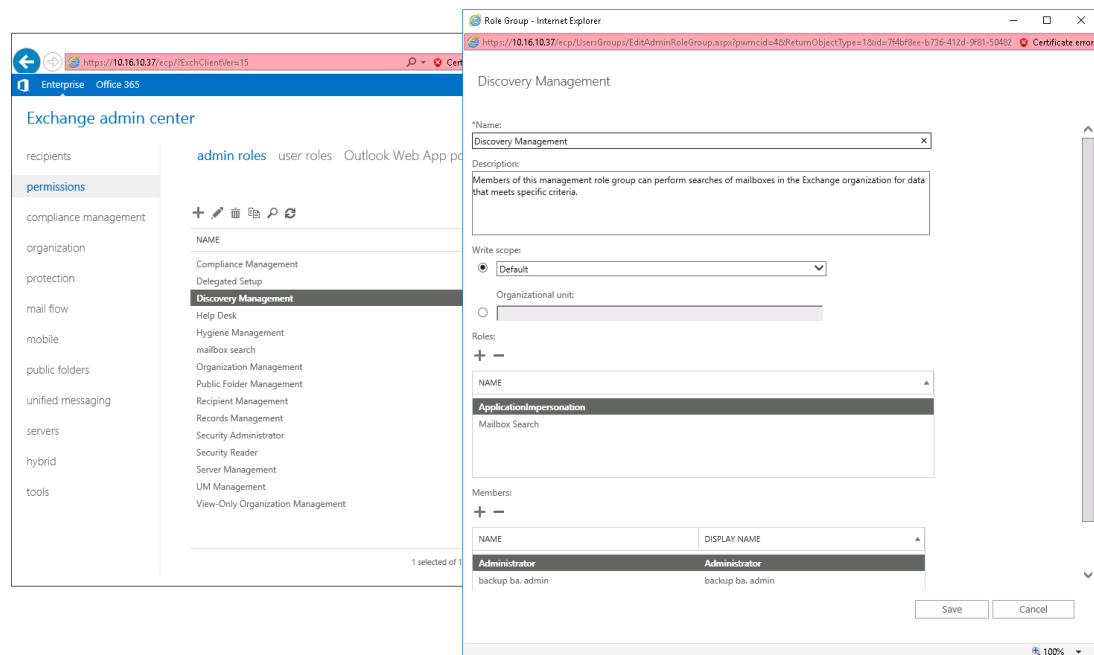 https://10.16.10.37/ecp/?ExchClientVer=15
Cert
Enterprise Office 365
Exchange admin center
recipients
permissions
compliance management
organization
protection
mail flow
mobile
public folders
unified messaging
servers
hybrid
tools
admin roles user roles Outlook Web App po
NAME
Compliance Management
Delegated Setup
Discovery Management
Help Desk
Hygiene Management
mailbox search
Organization Management
Public Folder Management
Recipient Management
Records Management
Security Administrator
Security Reader
Server Management
UM Management
View-Only Organization Management
1 selected of 1
Role Group - Internet Explorer
https://10.16.10.37/ecp/UsersGroups/EditAdminRoleGroup.aspx?pwmcid=4&ReturnObjectType=1&id=7f4bf8ee-b736-412d-9f81-50482 Certificate error
Discovery Management
*Name:
Discovery Management
Description:
Members of this management role group can perform searches of mailboxes in the Exchange organization for data
that meets specific criteria.
Write scope:
Default
Organizational unit:
Roles:
NAME
ApplicationImpersonation
Mailbox Search
Members:
NAME DISPLAY NAME
Administrator Administrator
backup ba. admin backup ba. admin
Save Cancel
100%